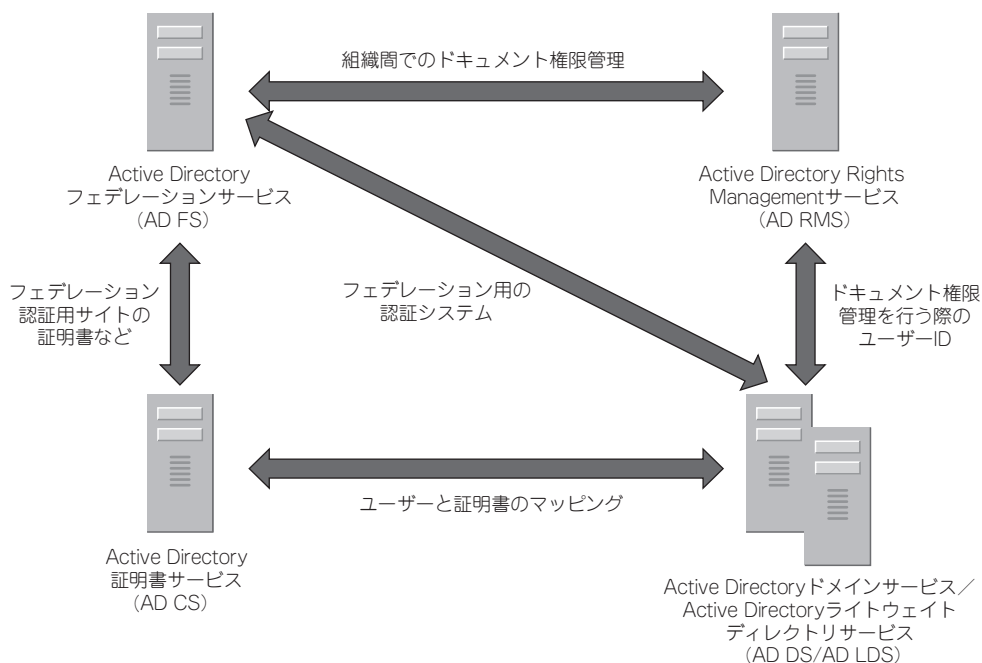 組織間でのドキュメント権限管理
Active Directory
フェデレーションサービス
（AD FS）
Active Directory Rights
Managementサービス
（AD RMS）
フェデレーション
認証用サイトの
証明書など
フェデレーション用の
認証システム
ドキュメント権限
管理を行う際の
ユーザーID
ユーザーと証明書のマッピング
Active Directory
証明書サービス
（AD CS）
Active Directoryドメインサービス／
Active Directoryライトウェイト
ディレクトリサービス
（AD DS/AD LDS）